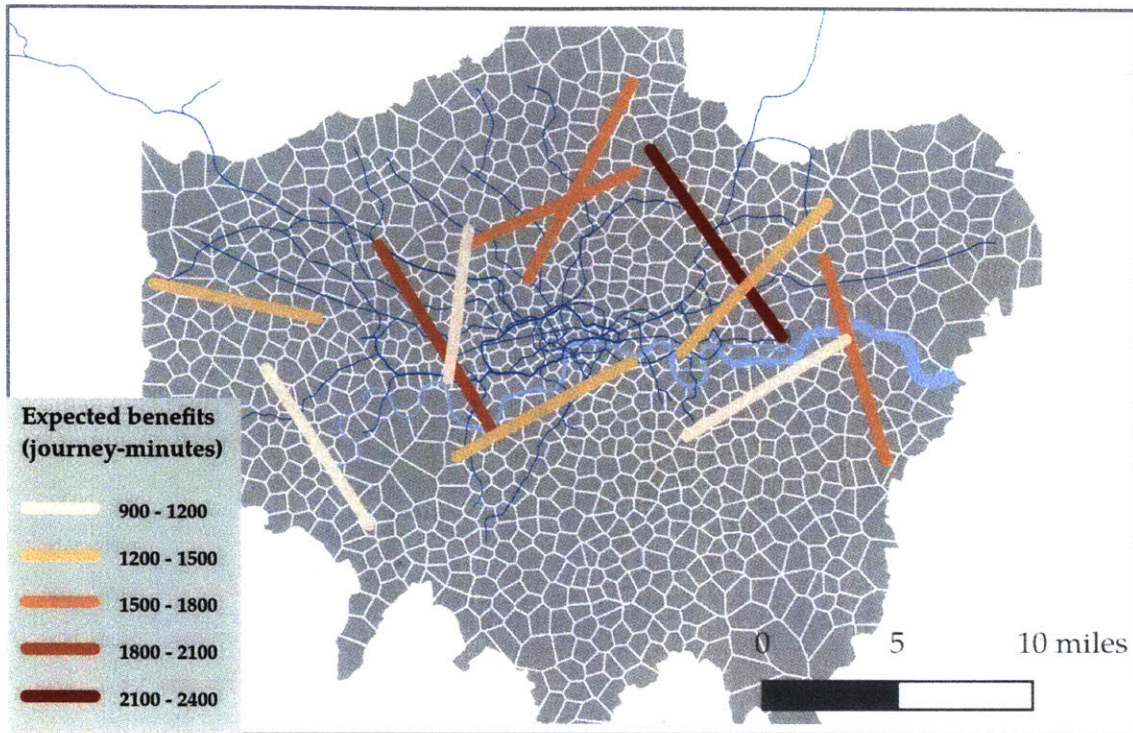 Expected benefits
(journey-minutes)
900 - 1200
1200 - 1500
1500 - 1800
1800 - 2100
2100 - 2400
0 5 10 miles